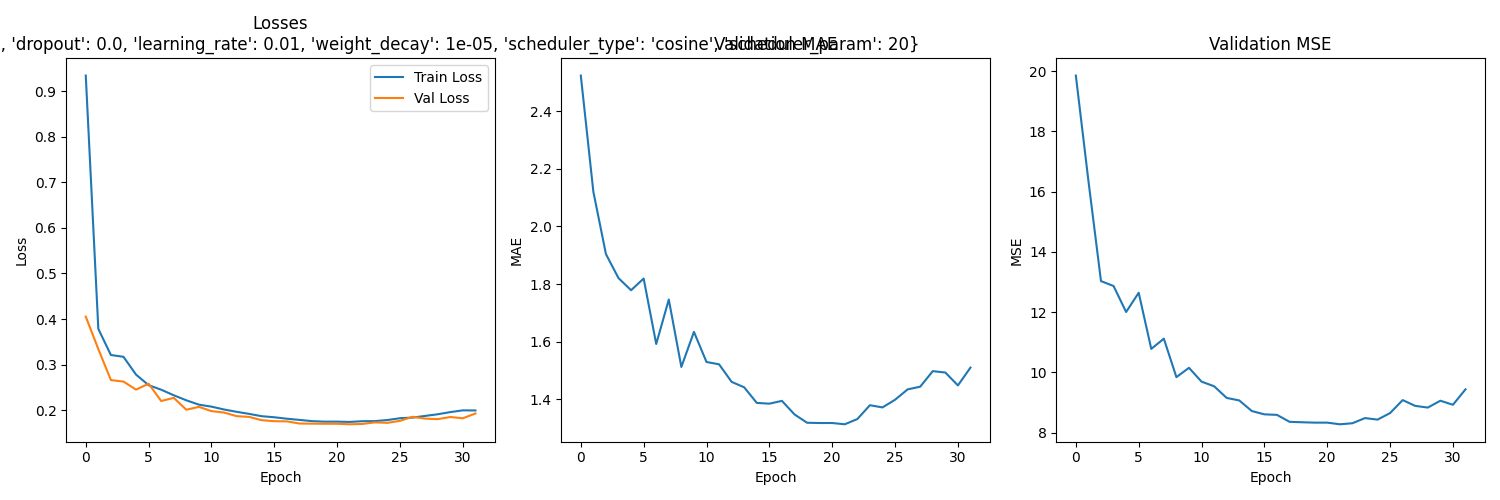 Losses
, 'dropout': 0.0, 'learning_rate': 0.01, 'weight_decay': 1e-05, 'scheduler_type': 'cosine', 'scheduler_param': 20}
Validation MAE
Validation MSE
Train Loss
Val Loss
0.9
0.8
0.7
0.6
0.5
0.4
0.3
0.2
Loss
0 5 10 15 20 25 30
Epoch
2.4
2.2
2.0
1.8
1.6
1.4
MAE
0 5 10 15 20 25 30
Epoch
20
18
16
14
12
10
8
MSE
0 5 10 15 20 25 30
Epoch